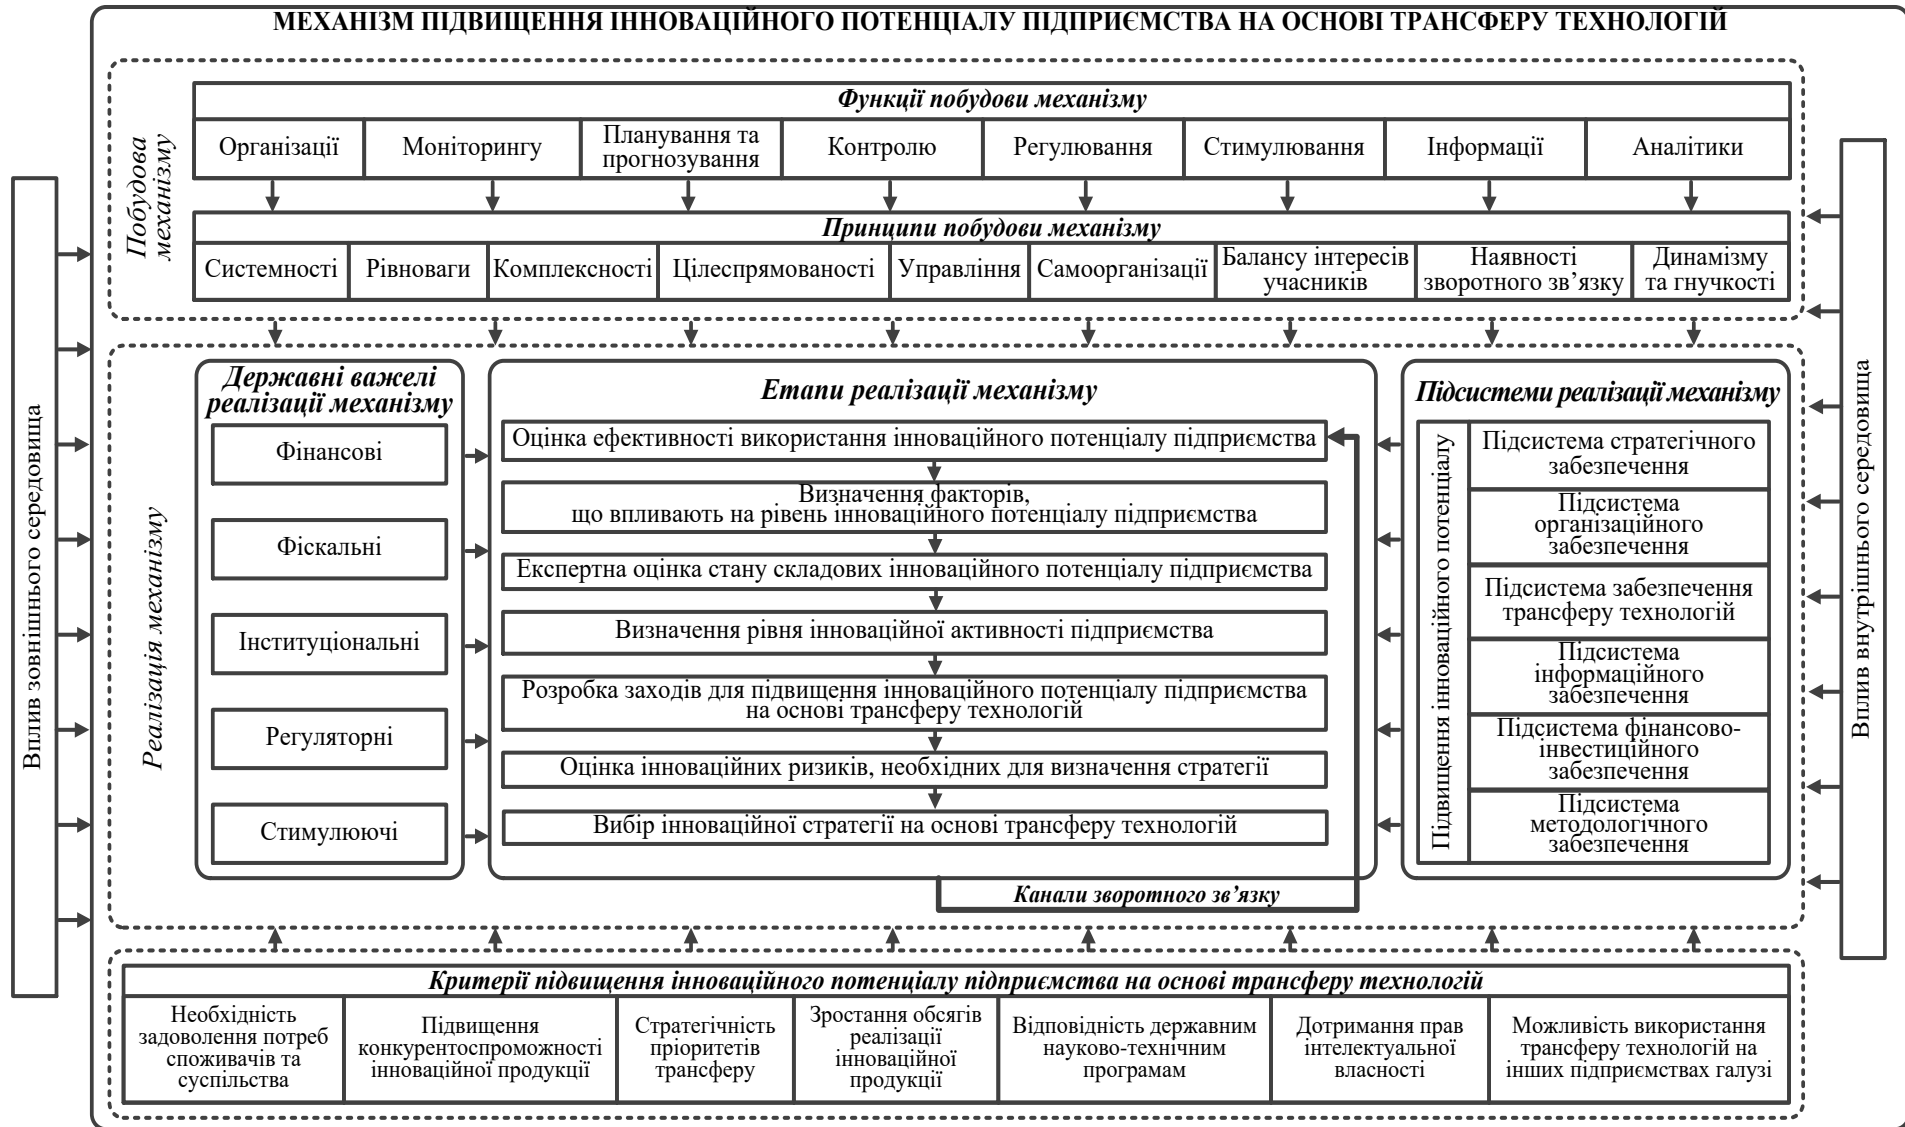 МЕХАНІЗМ ПІДВИЩЕННЯ ІННОВАЦІЙНОГО ПОТЕНЦІАЛУ ПІДПРИЄМСТВА НА ОСНОВІ ТРАНСФЕРУ ТЕХНОЛОГІЙ
Вплив зовнішнього середовища
Побудова
механізму
Функції побудови механізму
Організації
Моніторингу
Планування та
прогнозування
Контролю
Регулювання
Стимулювання
Інформації
Аналітики
Принципи побудови механізму
Системності
Рівноваги
Комплексності
Цілеспрямованості
Управління
Самоорганізації
Балансу інтересів
учасників
Наявності
зворотного зв’язку
Динамізму
та гнучкості
Реалізація механізму
Державні важелі
реалізації механізму
Фінансові
Фіскальні
Інституціональні
Регуляторні
Стимулюючі
Етапи реалізації механізму
Оцінка ефективності використання інноваційного потенціалу підприємства
Визначення факторів,
що впливають на рівень інноваційного потенціалу підприємства
Експертна оцінка стану складових інноваційного потенціалу підприємства
Визначення рівня інноваційної активності підприємства
Розробка заходів для підвищення інноваційного потенціалу підприємства
на основі трансферу технологій
Оцінка інноваційних ризиків, необхідних для визначення стратегії
Вибір інноваційної стратегії на основі трансферу технологій
Канали зворотного зв’язку
Підсистеми реалізації механізму
Підвищення інноваційного потенціалу
Підсистема стратегічного
забезпечення
Підсистема
організаційного
забезпечення
Підсистема забезпечення
трансферу технологій
Підсистема
інформаційного
забезпечення
Підсистема фінансово-
інвестиційного
забезпечення
Підсистема
методологічного
забезпечення
Вплив внутрішнього середовища
Критерії підвищення інноваційного потенціалу підприємства на основі трансферу технологій
Необхідність
задоволення потреб
споживачів та
суспільства
Підвищення
конкурентоспроможності
інноваційної продукції
Стратегічність
пріоритетів
трансферу
Зростання обсягів
реалізації
інноваційної
продукції
Відповідність державним
науково-технічним
програмам
Дотримання прав
інтелектуальної
власності
Можливість використання
трансферу технологій на
інших підприємствах галузі